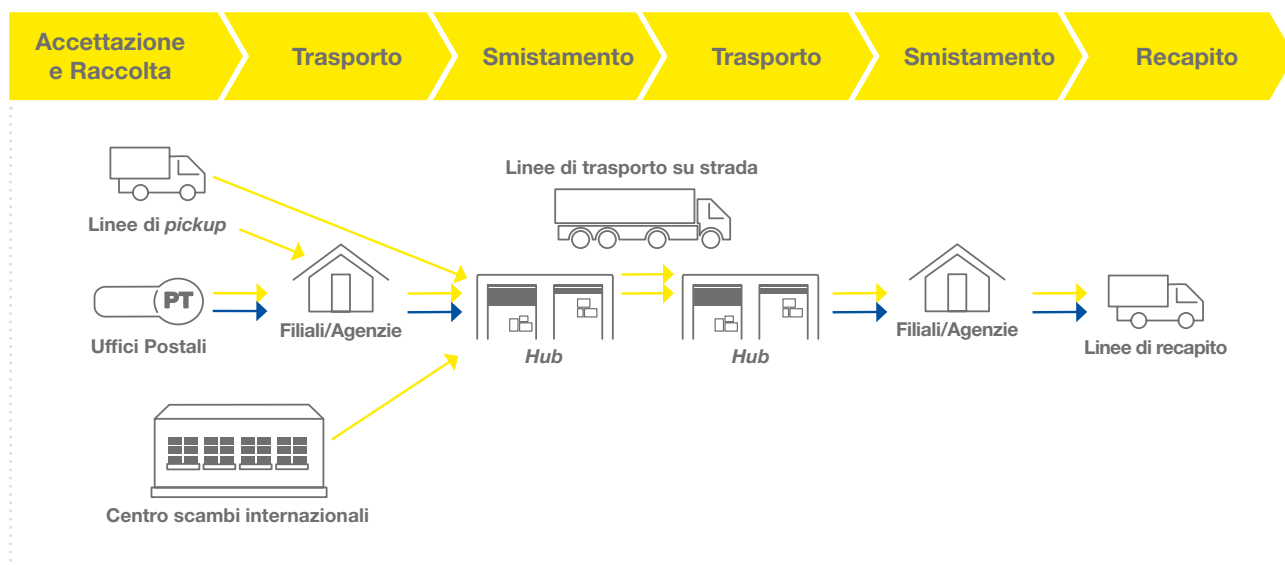 Accettazione
e Raccolta
Trasporto
Smistamento
Trasporto
Smistamento
Recapito
Linee di trasporto su strada
Linee di pickup
PT
Uffici Postali
Filiali/Agenzie
Hub
Hub
Filiali/Agenzie
Linee di recapito
Centro scambi internazionali